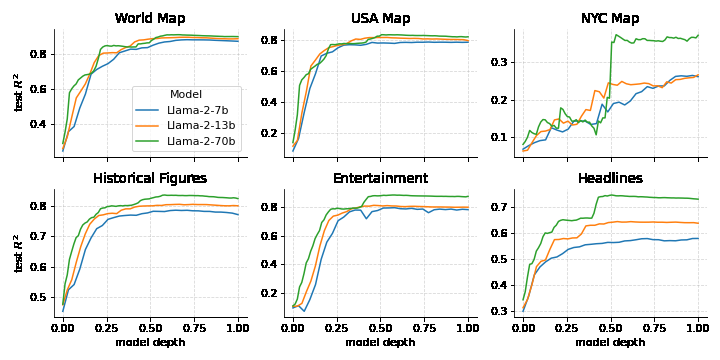 World Map
USA Map
NYC Map
test R²
0.8
0.6
0.4
Model
Llama-2-7b
Llama-2-13b
Llama-2-70b
0.8
0.6
0.4
0.2
0.3
0.2
0.1
Historical Figures
Entertainment
Headlines
test R²
0.8
0.7
0.6
0.5
0.8
0.6
0.4
0.2
0.7
0.6
0.5
0.4
0.3
0.00 0.25 0.50 0.75 1.00
0.00 0.25 0.50 0.75 1.00
0.00 0.25 0.50 0.75 1.00
model depth
model depth
model depth